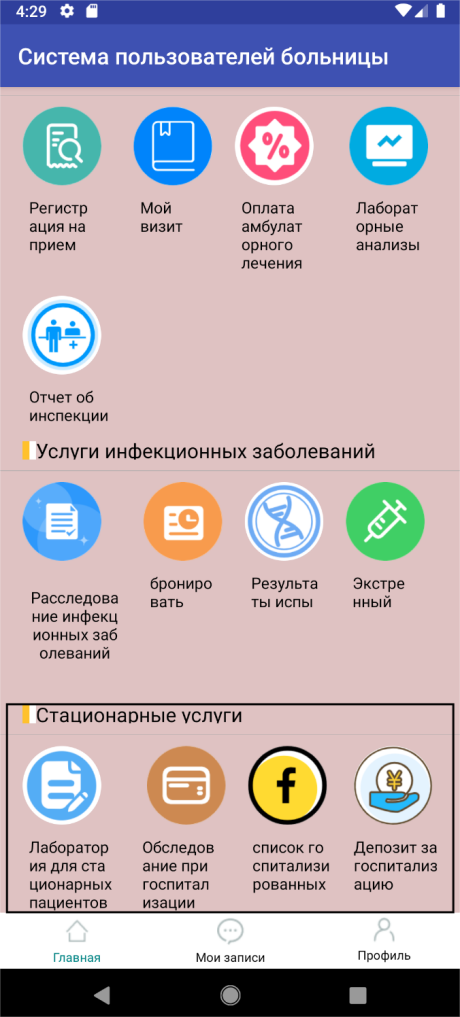 4:29
Система пользователей больницы
Регистр
ация на
прием
Мой
визит
Оплата
амбулат
орного
лечения
Лаборат
орные
анализы
Отчет об
инспекции
Услуги инфекционных заболеваний
Расследова
ние инфекц
ионных заб
олеваний
брониро
вать
Результа
ты испы
Экстре
нный
Стационарные услуги
Лаборатор
ия для ста
ционарных
пациентов
Обследов
ание при
госпитал
изации
список го
спитализи
рованных
Депозит за
госпитализ
ацию
Главная
Мои записи
Профиль